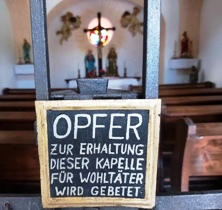 OPFER
ZUR ERHALTUNG
DIESER KAPELLE
FÜR WOHLTÄTER
WIRD GEBETET